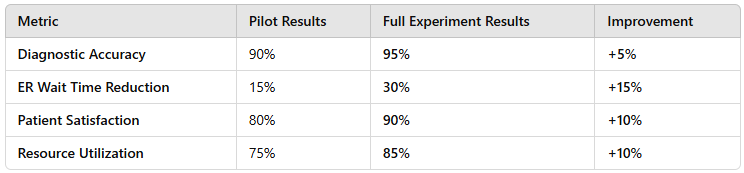 Metric Pilot Results Full Experiment Results Improvement
Diagnostic Accuracy 90% 95% +5%
ER Wait Time Reduction 15% 30% +15%
Patient Satisfaction 80% 90% +10%
Resource Utilization 75% 85% +10%